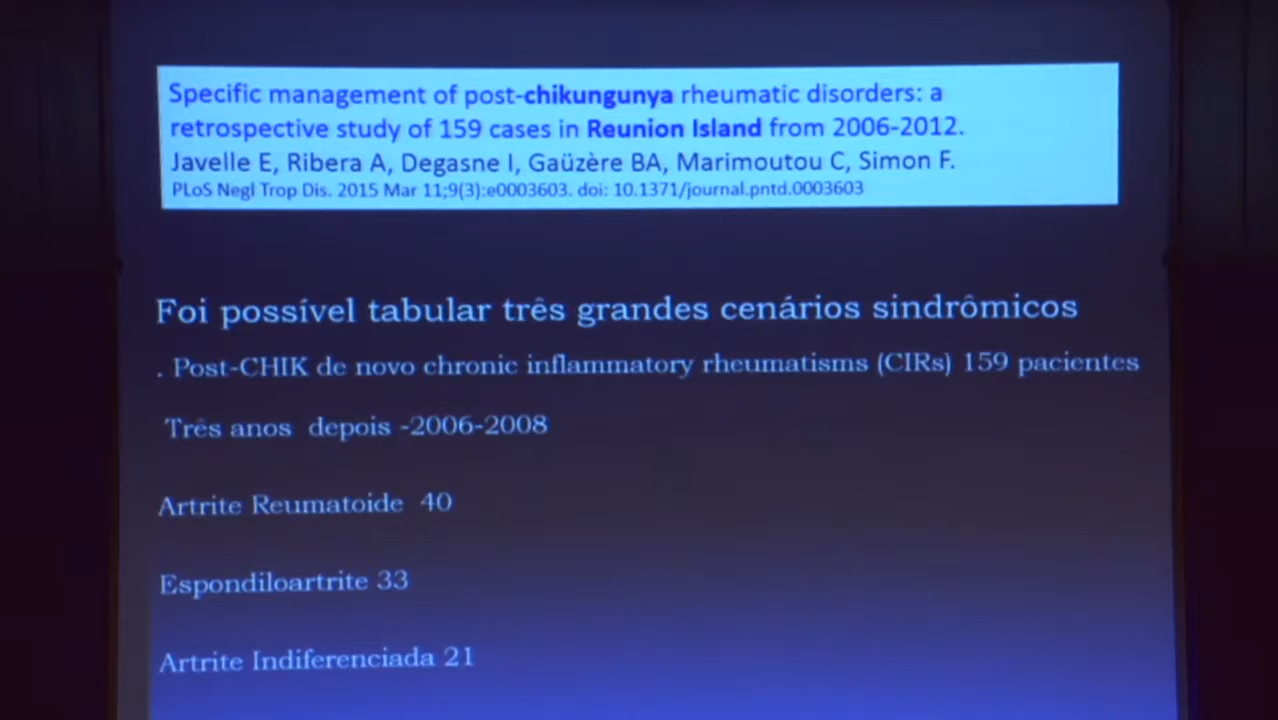 Specific management of post-chikungunya rheumatic disorders: a
retrospective study of 159 cases in Reunion Island from 2006-2012.
Javelle E, Ribera A, Degasne I, Gaüzère BA, Marimoutou C, Simon F.
PLoS Negl Trop Dis. 2015 Mar 11;9(3):e0003603. doi: 10.1371/journal.pntd.0003603
Foi possível tabular três grandes cenários sindrômicos
. Post-CHIK de novo chronic inflammatory rheumatisms (CIRs) 159 pacientes
Três anos depois -2006-2008
Artrite Reumatoide 40
Espondiloartrite 33
Artrite Indiferenciada 21